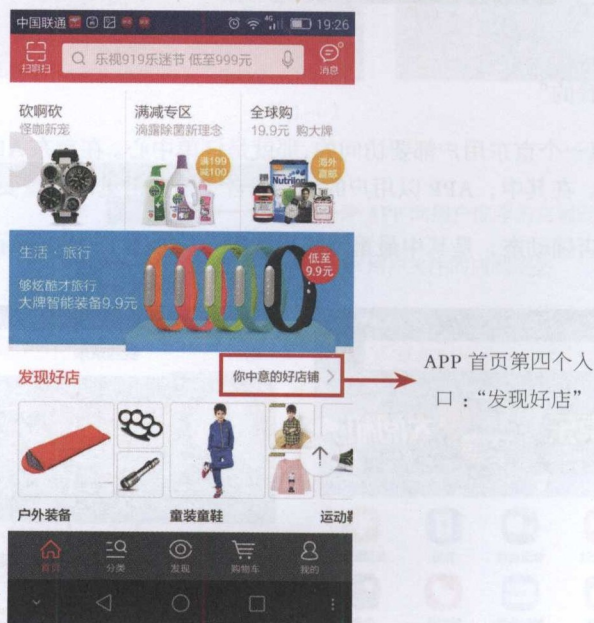 中国联通
19:26
扫啊扫
乐视919乐迷节 低至999元
消息
砍啊砍
怪咖新宠
满减专区
滴露除菌新理念
满199
减100
全球购
19.9元 购大牌
海外
直邮
Nutrilon
生活 · 旅行
够炫酷才旅行
大牌智能装备9.9元
低至
9.9元
发现好店
你中意的好店铺
APP 首页第四个入
口：“发现好店”
户外装备
童装童鞋
运动
首页
分类
发现
购物车
我的